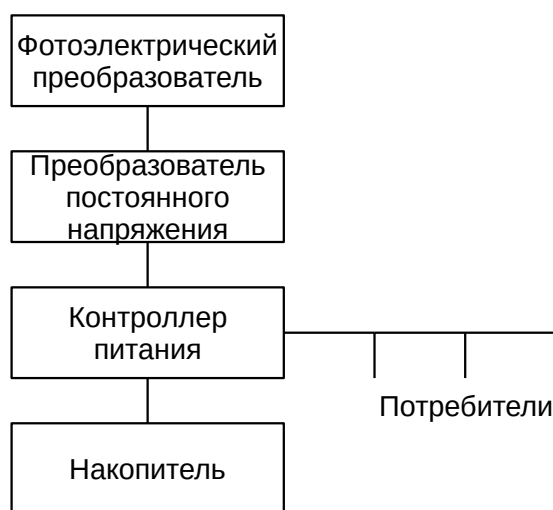 Фотоэлектрический
преобразователь
Преобразователь
постоянного
напряжения
Контроллер
питания
Потребители
Накопитель